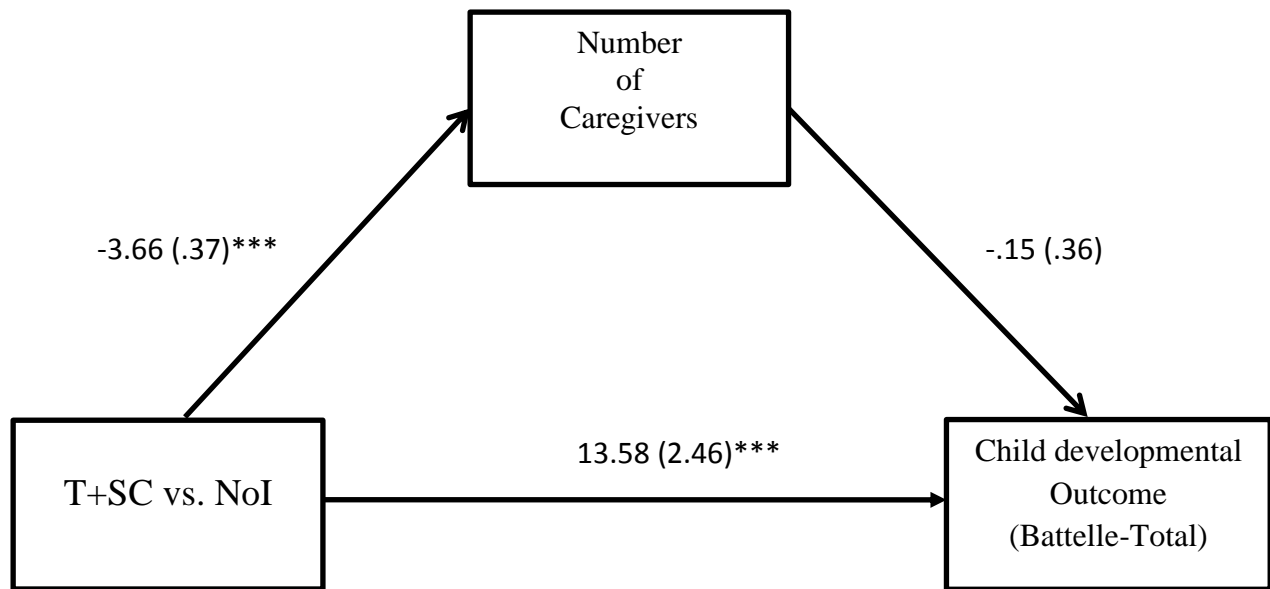 Number
of
Caregivers
-3.66 (.37)***
-.15 (.36)
13.58 (2.46)***
T+SC vs. NoI
Child developmental
Outcome
(Battelle-Total)